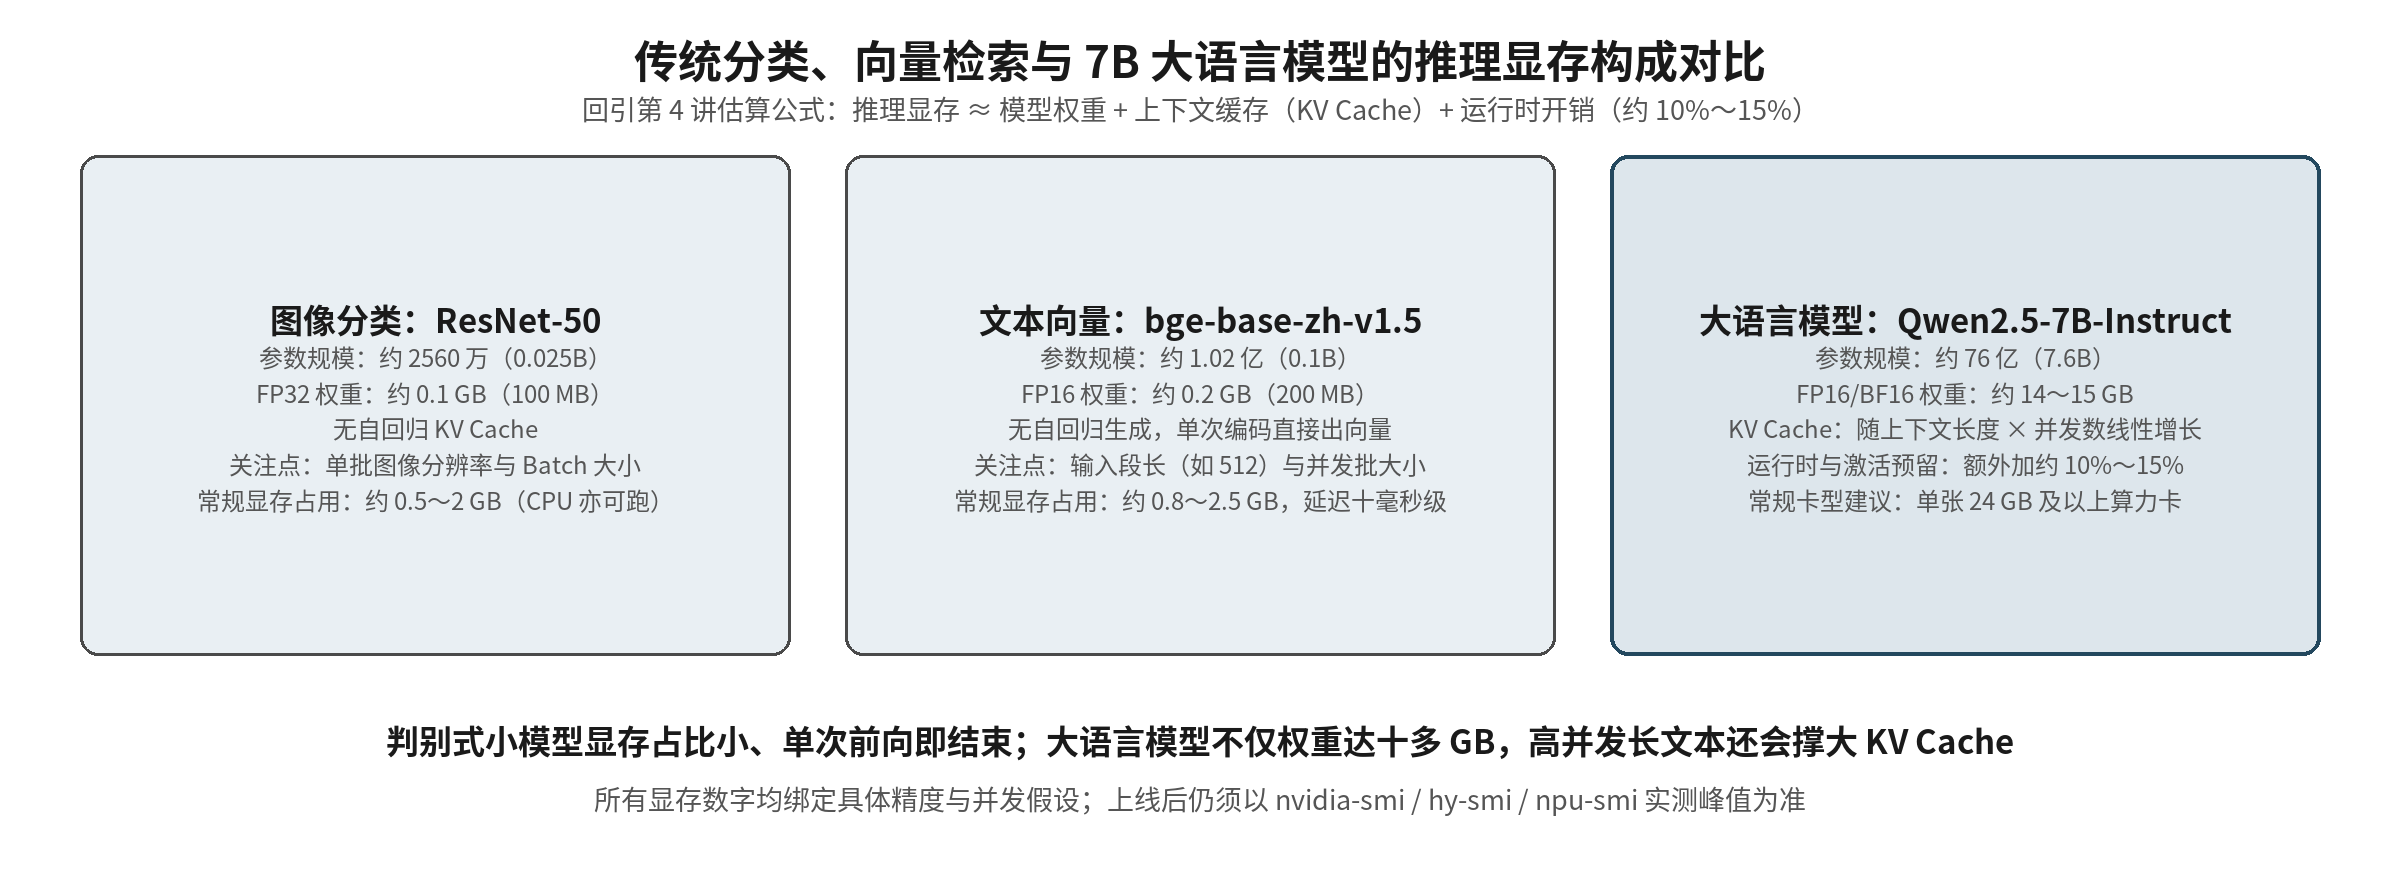 传统分类、向量检索与 7B 大语言模型的推理显存构成对比
回引第 4 讲估算公式：推理显存 ≈ 模型权重 + 上下文缓存（KV Cache）+ 运行时开销（约 10%～15%）
图像分类：ResNet-50
参数规模：约 2560 万（0.025B）
FP32 权重：约 0.1 GB（100 MB）
无自回归 KV Cache
关注点：单批图像分辨率与 Batch 大小
常规显存占用：约 0.5～2 GB（CPU 亦可跑）
文本向量：bge-base-zh-v1.5
参数规模：约 1.02 亿（0.1B）
FP16 权重：约 0.2 GB（200 MB）
无自回归生成，单次编码直接出向量
关注点：输入段长（如 512）与并发批大小
常规显存占用：约 0.8～2.5 GB，延迟十毫秒级
大语言模型：Qwen2.5-7B-Instruct
参数规模：约 76 亿（7.6B）
FP16/BF16 权重：约 14～15 GB
KV Cache：随上下文长度 × 并发数线性增长
运行时与激活预留：额外加约 10%～15%
常规卡型建议：单张 24 GB 及以上算力卡
判别式小模型显存占比小、单次前向即结束；大语言模型不仅权重达十多 GB，高并发长文本还会撑大 KV Cache
所有显存数字均绑定具体精度与并发假设；上线后仍须以 nvidia-smi / hy-smi / npu-smi 实测峰值为准